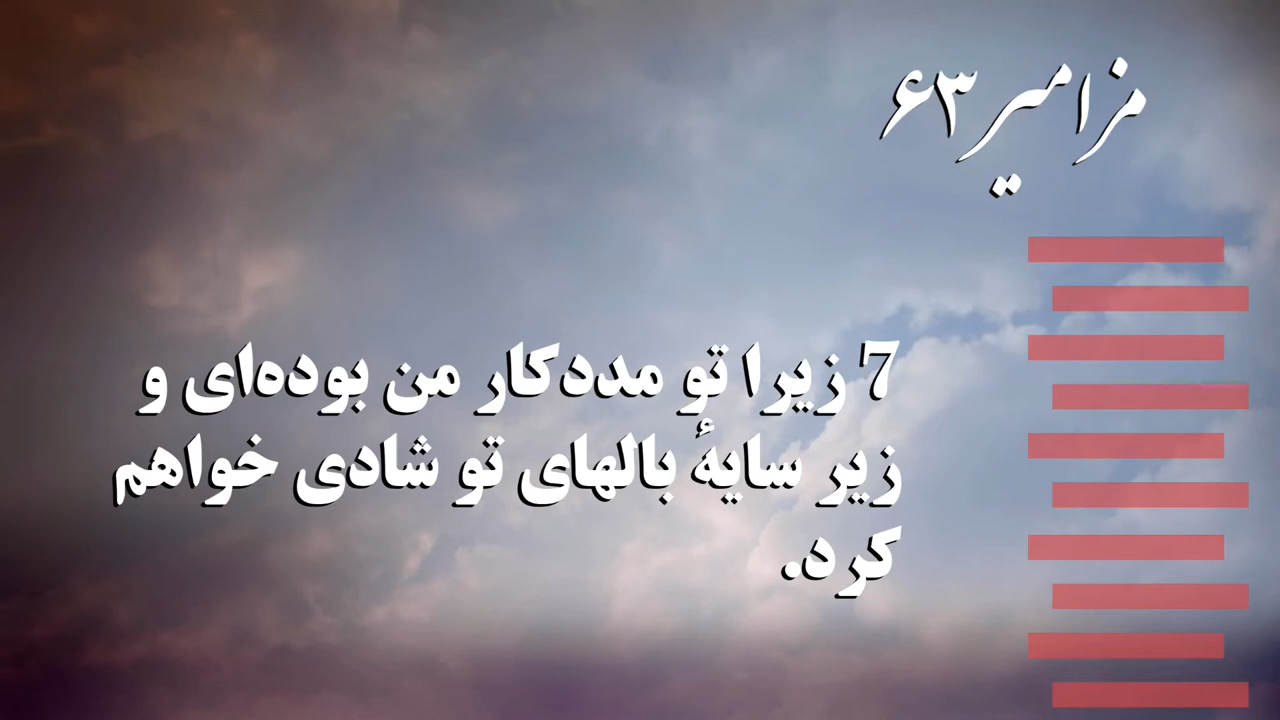 مزامیر ۶۳
7 زیرا تو مددکار من بوده‌ای و
زیر سایهٔ بالهای تو شادی خواهم
کرد.